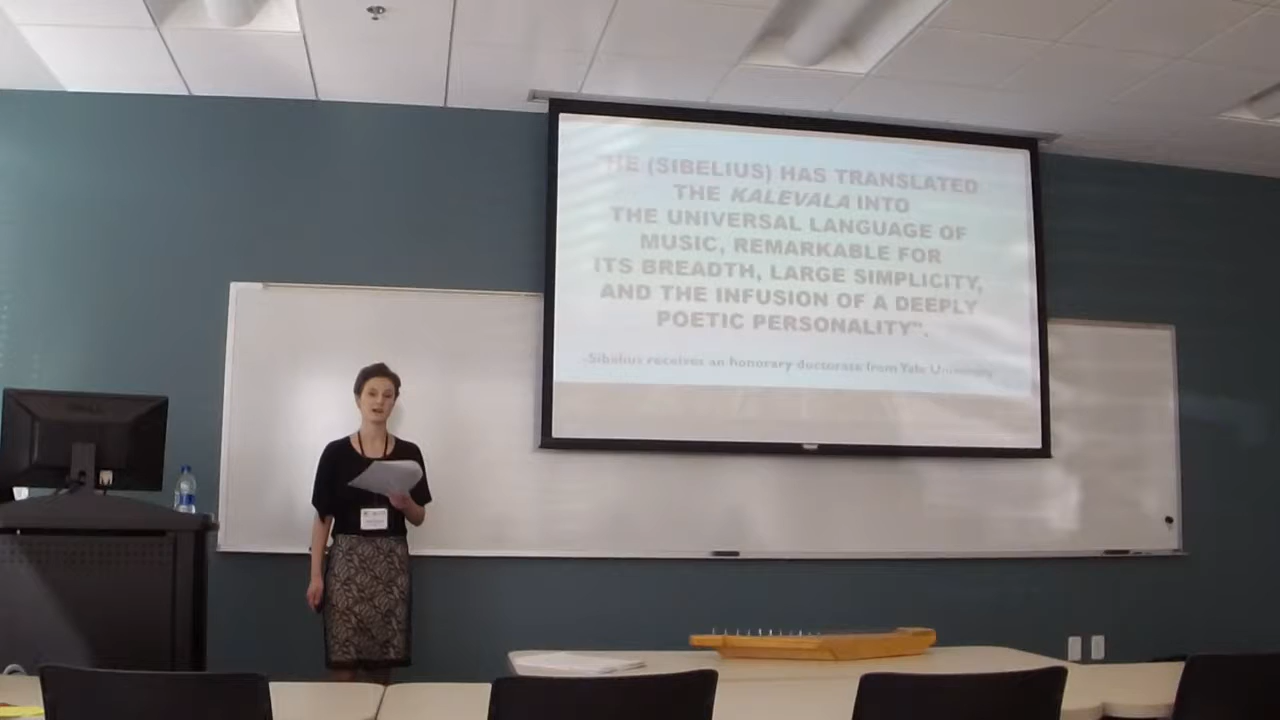 "HE (SIBELIUS) HAS TRANSLATED
THE KALEVALA INTO
THE UNIVERSAL LANGUAGE OF
MUSIC, REMARKABLE FOR
ITS BREADTH, LARGE SIMPLICITY,
AND THE INFUSION OF A DEEPLY
POETIC PERSONALITY".
-Sibelius receives an honorary doctorate from Yale University